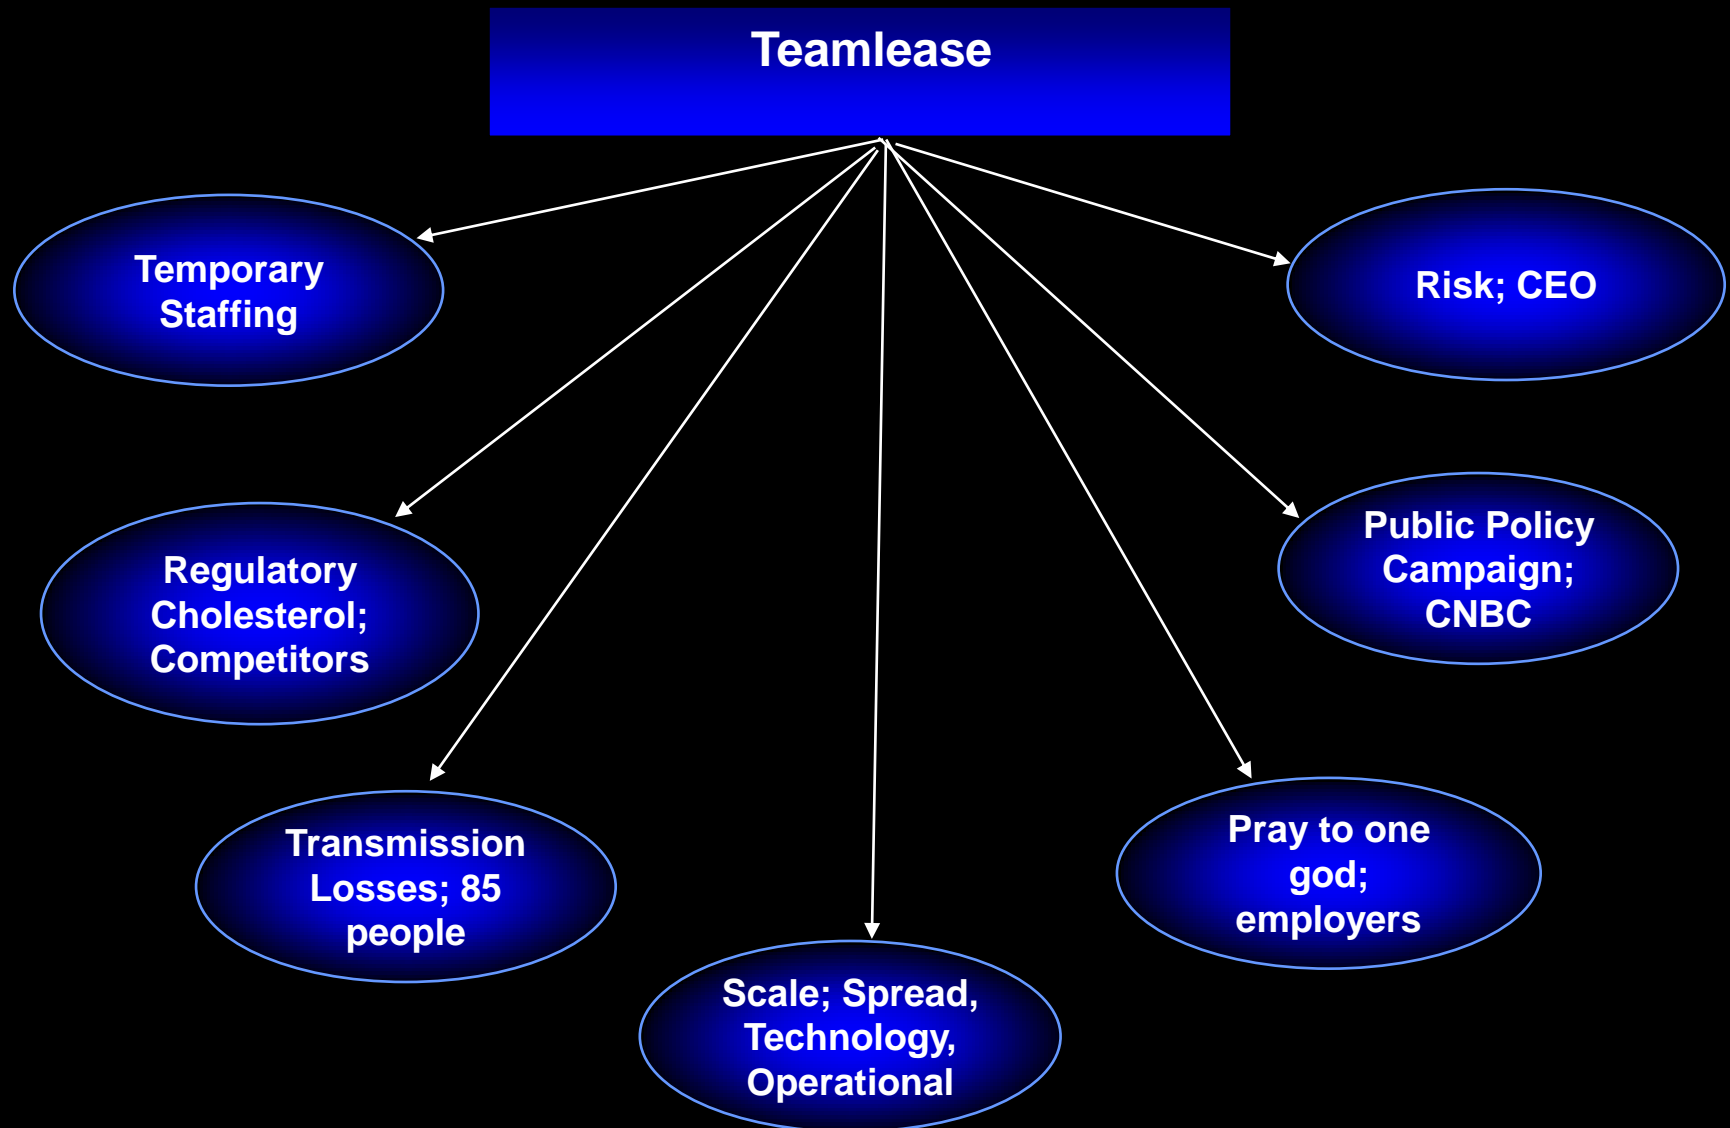 Teamlease
Temporary
Staffing
Risk; CEO
Regulatory
Cholesterol;
Competitors
Public Policy
Campaign;
CNBC
Transmission
Losses; 85
people
Pray to one
god;
employers
Scale; Spread,
Technology,
Operational